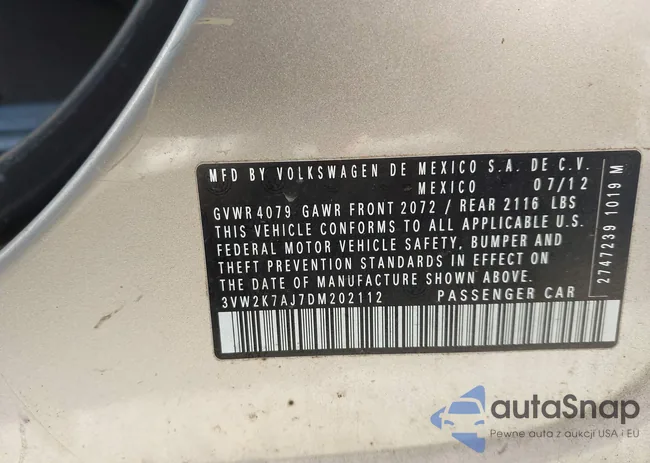 MFD BY VOLKSWAGEN DE MEXICO S.A. DE C.V.
MEXICO 07/12
GVWR 4079 GAWR FRONT 2072 / REAR 2116 LBS
THIS VEHICLE CONFORMS TO ALL APPLICABLE U.S.
FEDERAL MOTOR VEHICLE SAFETY, BUMPER AND
THEFT PREVENTION STANDARDS IN EFFECT ON
THE DATE OF MANUFACTURE SHOWN ABOVE.
3VW2K7AJ7DM202112 PASSENGER CAR
2747239 1019 M
autoSnap
Pewne auta z aukcji USA i EU